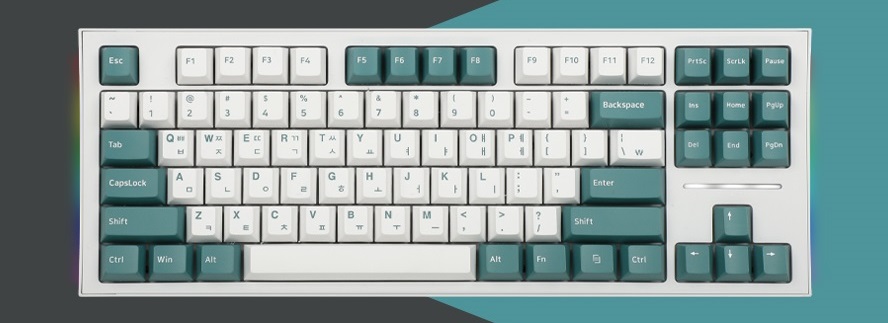 Esc F1 F2 F3 F4 F5 F6 F7 F8 F9 F10 F11 F12 PrtSc ScrLk Pause
~ ! @ # $ % ^ & * ( ) _ +
` 1 2 3 4 5 6 7 8 9 0 - = Backspace Ins Home PgUp
Tab Q ㅃ ㅂ W ㅉ ㅈ E ㄸ ㄷ R ㄲ ㄱ T ㅆ ㅅ Y ㅛ U ㅕ I ㅑ O ㅒ ㅐ P ㅖ ㅔ { [ } ] | \ ₩ Del End PgDn
CapsLock A ㅁ S ㄴ D ㅇ F ㄹ G ㅎ H ㅗ J ㅓ K ㅏ L ㅣ : ; " ' Enter
Shift Z ㅋ X ㅌ C ㅊ V ㅍ B ㅠ N ㅜ M ㅡ < , > . ? / Shift ↑
Ctrl Win Alt Alt Fn Ctrl ← ↓ →